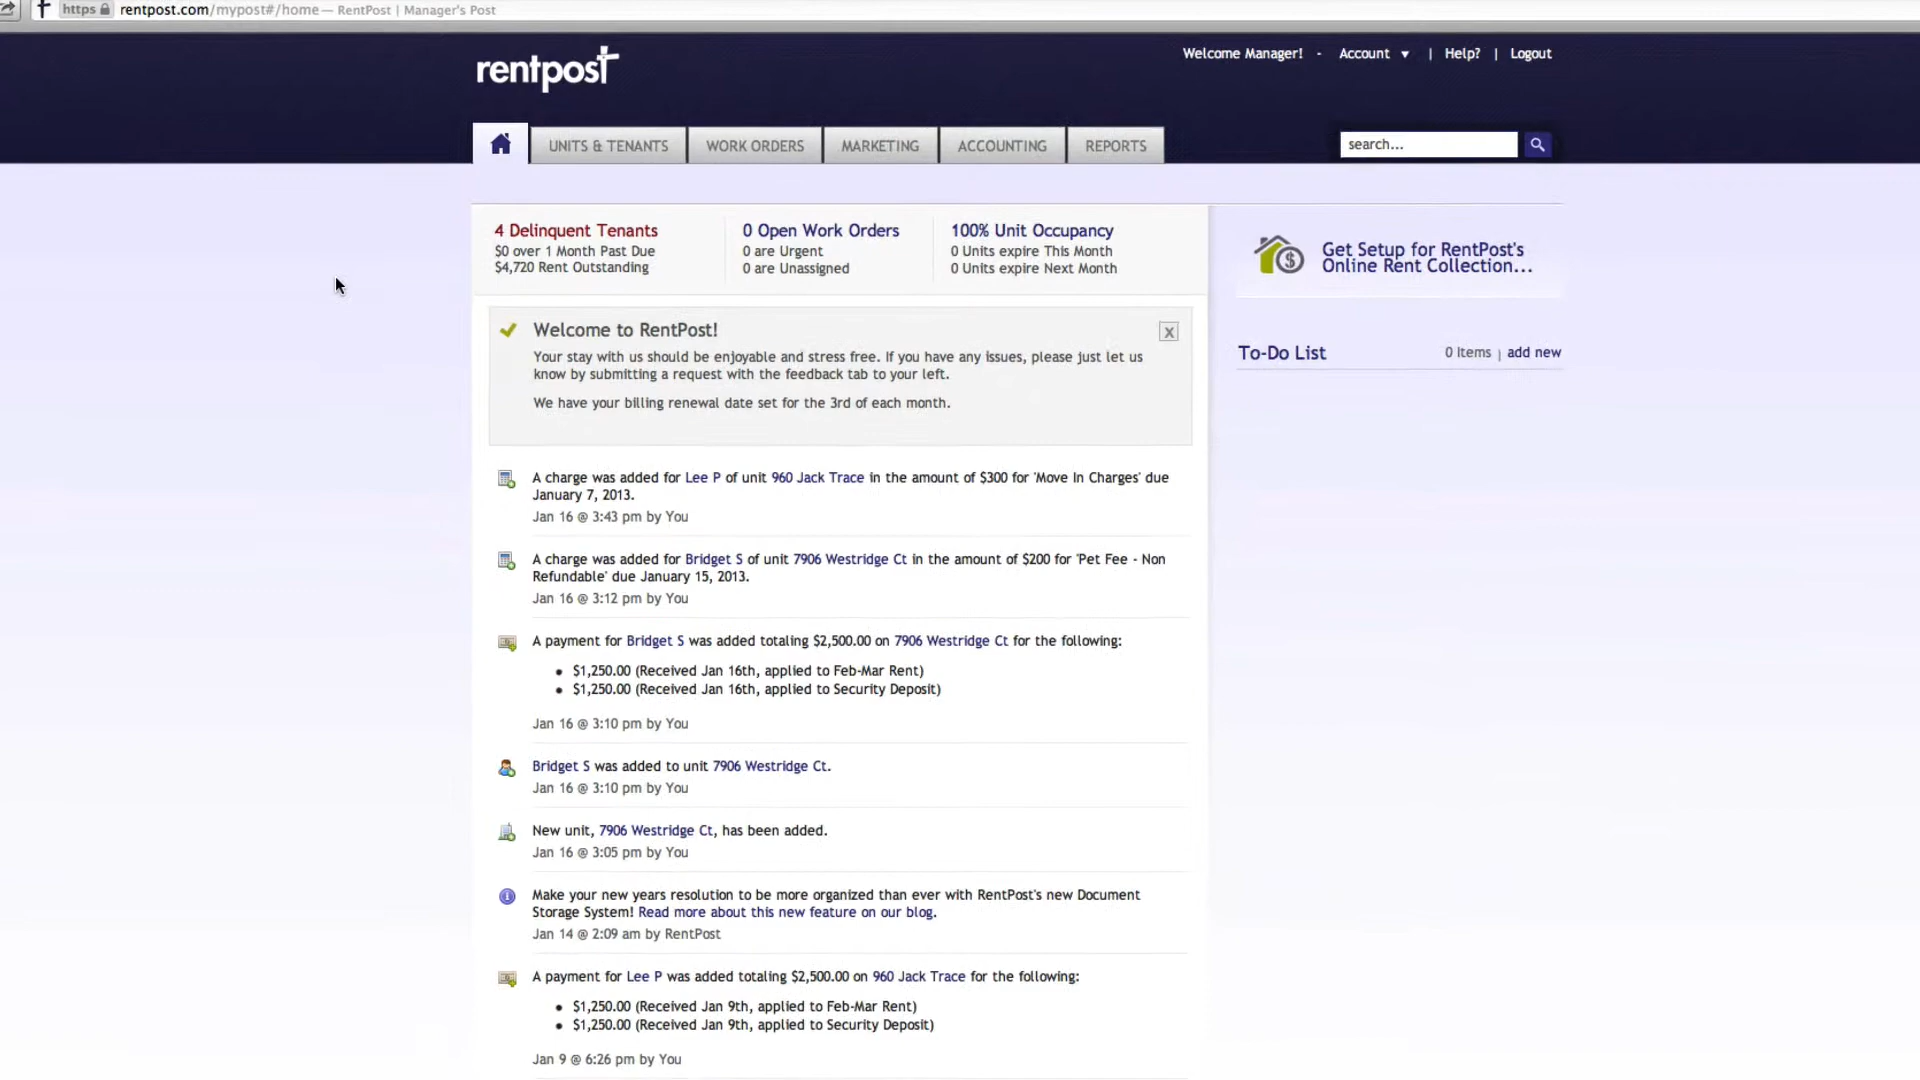 https rentpost.com/mypost#/home — RentPost | Manager's Post
rentpost
Welcome Manager! - Account ▼ | Help? | Logout
UNITS & TENANTS WORK ORDERS MARKETING ACCOUNTING REPORTS
search...
4 Delinquent Tenants
$0 over 1 Month Past Due
$4,720 Rent Outstanding
0 Open Work Orders
0 are Urgent
0 are Unassigned
100% Unit Occupancy
0 Units expire This Month
0 Units expire Next Month
Get Setup for RentPost's
Online Rent Collection...
To-Do List 0 Items | add new
Welcome to RentPost!
x
Your stay with us should be enjoyable and stress free. If you have any issues, please just let us
know by submitting a request with the feedback tab to your left.
We have your billing renewal date set for the 3rd of each month.
A charge was added for Lee P of unit 960 Jack Trace in the amount of $300 for 'Move In Charges' due
January 7, 2013.
Jan 16 @ 3:43 pm by You
A charge was added for Bridget S of unit 7906 Westridge Ct in the amount of $200 for 'Pet Fee - Non
Refundable' due January 15, 2013.
Jan 16 @ 3:12 pm by You
A payment for Bridget S was added totaling $2,500.00 on 7906 Westridge Ct for the following:
• $1,250.00 (Received Jan 16th, applied to Feb-Mar Rent)
• $1,250.00 (Received Jan 16th, applied to Security Deposit)
Jan 16 @ 3:10 pm by You
Bridget S was added to unit 7906 Westridge Ct.
Jan 16 @ 3:10 pm by You
New unit, 7906 Westridge Ct, has been added.
Jan 16 @ 3:05 pm by You
Make your new years resolution to be more organized than ever with RentPost's new Document
Storage System! Read more about this new feature on our blog.
Jan 14 @ 2:09 am by RentPost
A payment for Lee P was added totaling $2,500.00 on 960 Jack Trace for the following:
• $1,250.00 (Received Jan 9th, applied to Feb-Mar Rent)
• $1,250.00 (Received Jan 9th, applied to Security Deposit)
Jan 9 @ 6:26 pm by You